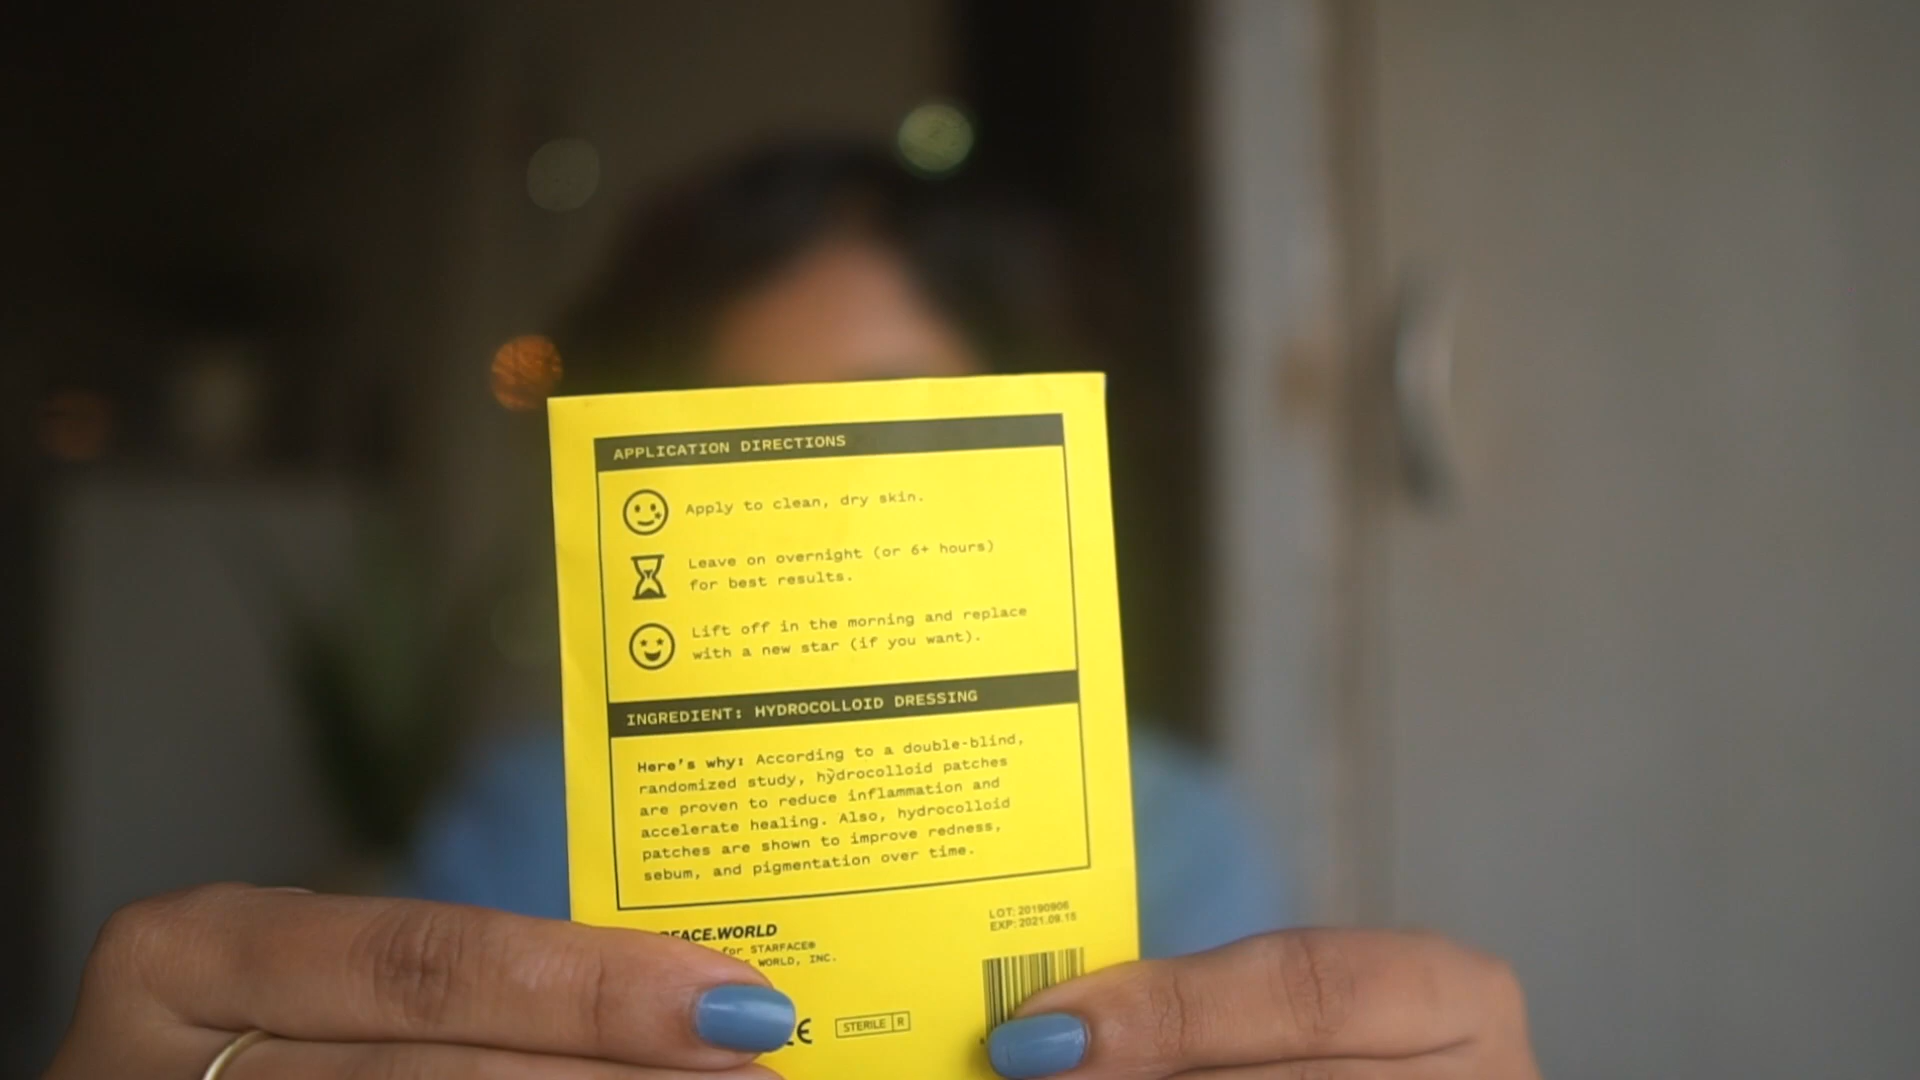 APPLICATION DIRECTIONS
Apply to clean, dry skin.
Leave on overnight (or 6+ hours)
for best results.
Lift off in the morning and replace
with a new star (if you want).
INGREDIENT: HYDROCOLLOID DRESSING
Here's why: According to a double-blind,
randomized study, hydrocolloid patches
are proven to reduce inflammation and
accelerate healing. Also, hydrocolloid
patches are shown to improve redness,
sebum, and pigmentation over time.
FACE.WORLD
for STARFACE®
WORLD, INC.
LOT: 20190906
EXP: 2021.09.15
CE
STERILE R